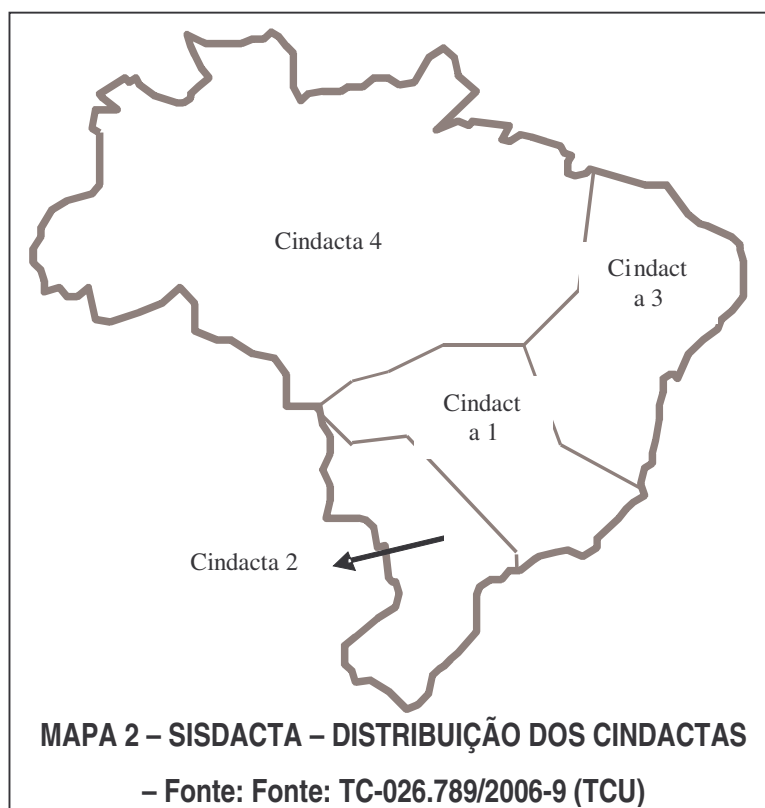 Cindacta 4
Cindact
a 3
Cindact
a 1
Cindacta 2
MAPA 2 – SISDACTA – DISTRIBUIÇÃO DOS CINDACTAS
– Fonte: Fonte: TC-026.789/2006-9 (TCU)